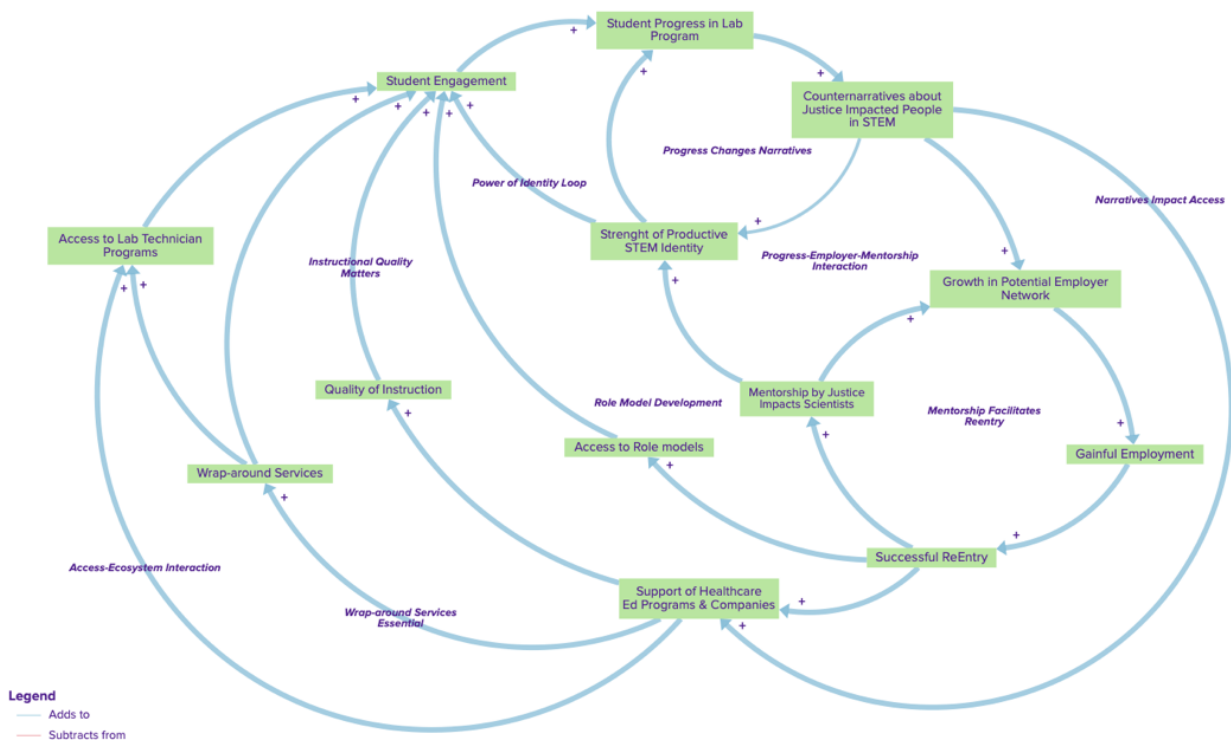 Student Progress in Lab
Program
+
+
Student Engagement
+
+
+
+
+
+
+
Counternarratives about
Justice Impacted People
in STEM
Progress Changes Narratives
Power of Identity Loop
Narratives Impact Access
+
Strenght of Productive
STEM Identity
Access to Lab Technician
Programs
Instructional Quality
Matters
Progress-Employer-Mentorship
Interaction
+
+
+
+
Growth in Potential Employer
Network
+
Quality of Instruction
Mentorship by Justice
Impacts Scientists
Role Model Development
Mentorship Facilitates
Reentry
+
+
+
Access to Role models
Gainful Employment
+
Wrap-around Services
+
+
Successful ReEntry
Access-Ecosystem Interaction
Support of Healthcare
Ed Programs & Companies
+
Wrap-around Services
Essential
+
Legend
Adds to
Subtracts from